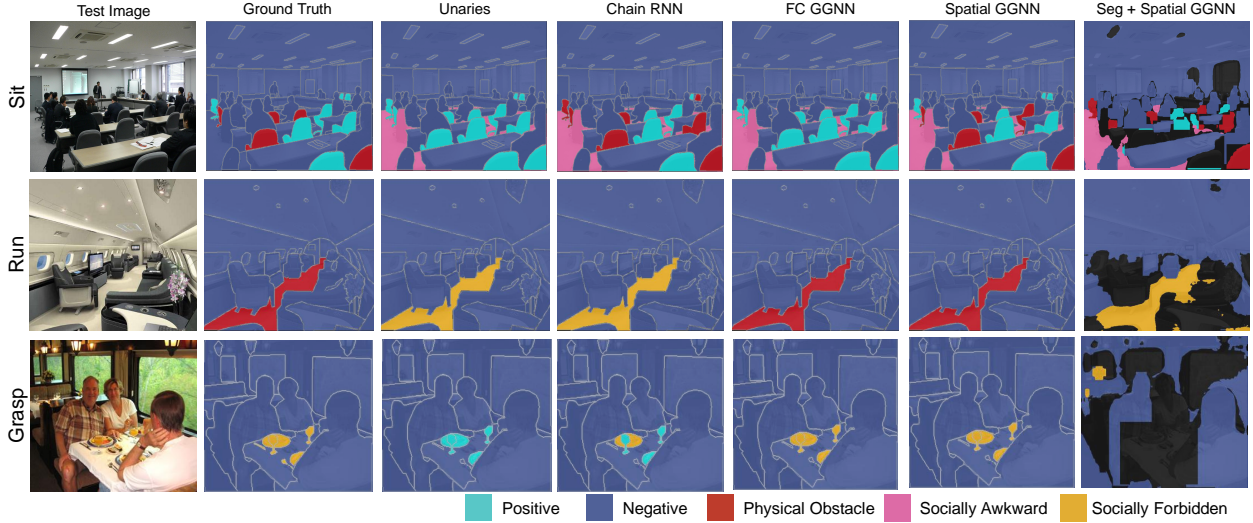 Test Image Ground Truth Unaries Chain RNN FC GGNN Spatial GGNN Seg + Spatial GGNN
Sit
Run
Grasp
Positive Negative Physical Obstacle Socially Awkward Socially Forbidden